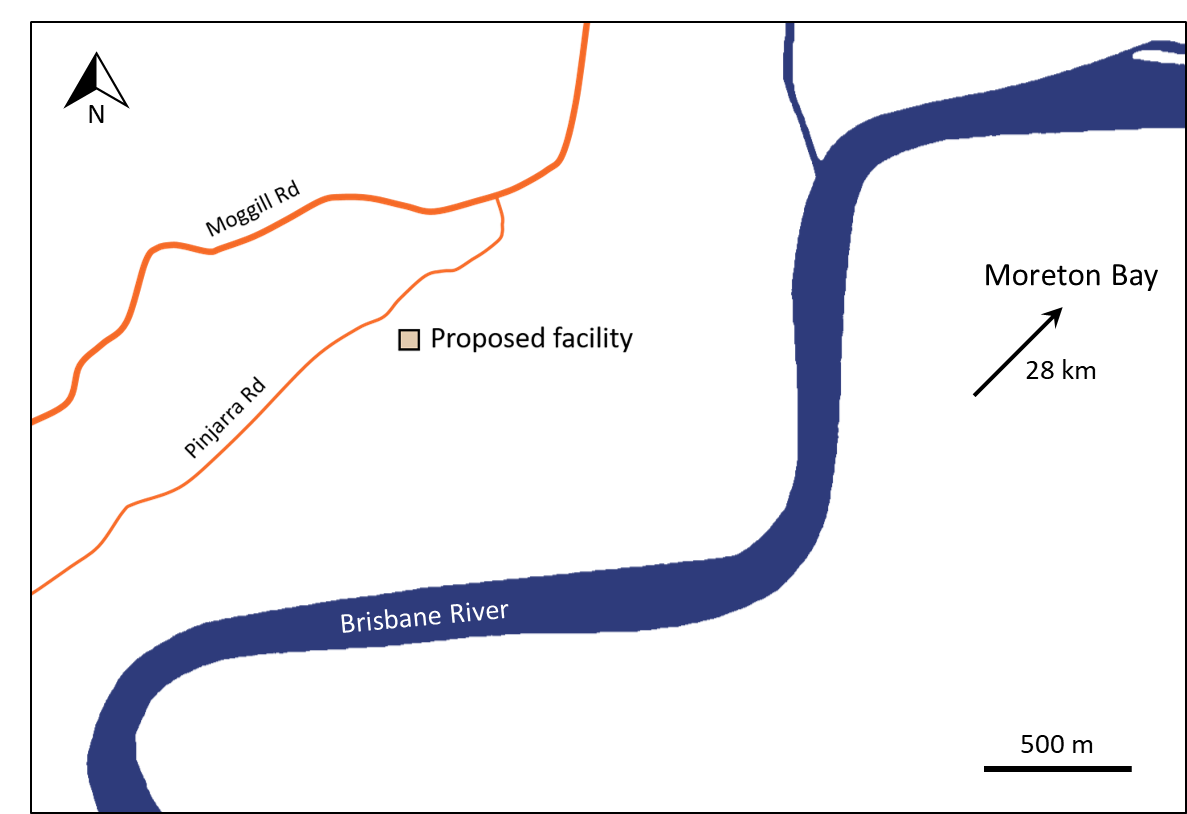 N
Moggill Rd
Moreton Bay
28 km
Proposed facility
Pinjarra Rd
Brisbane River
500 m